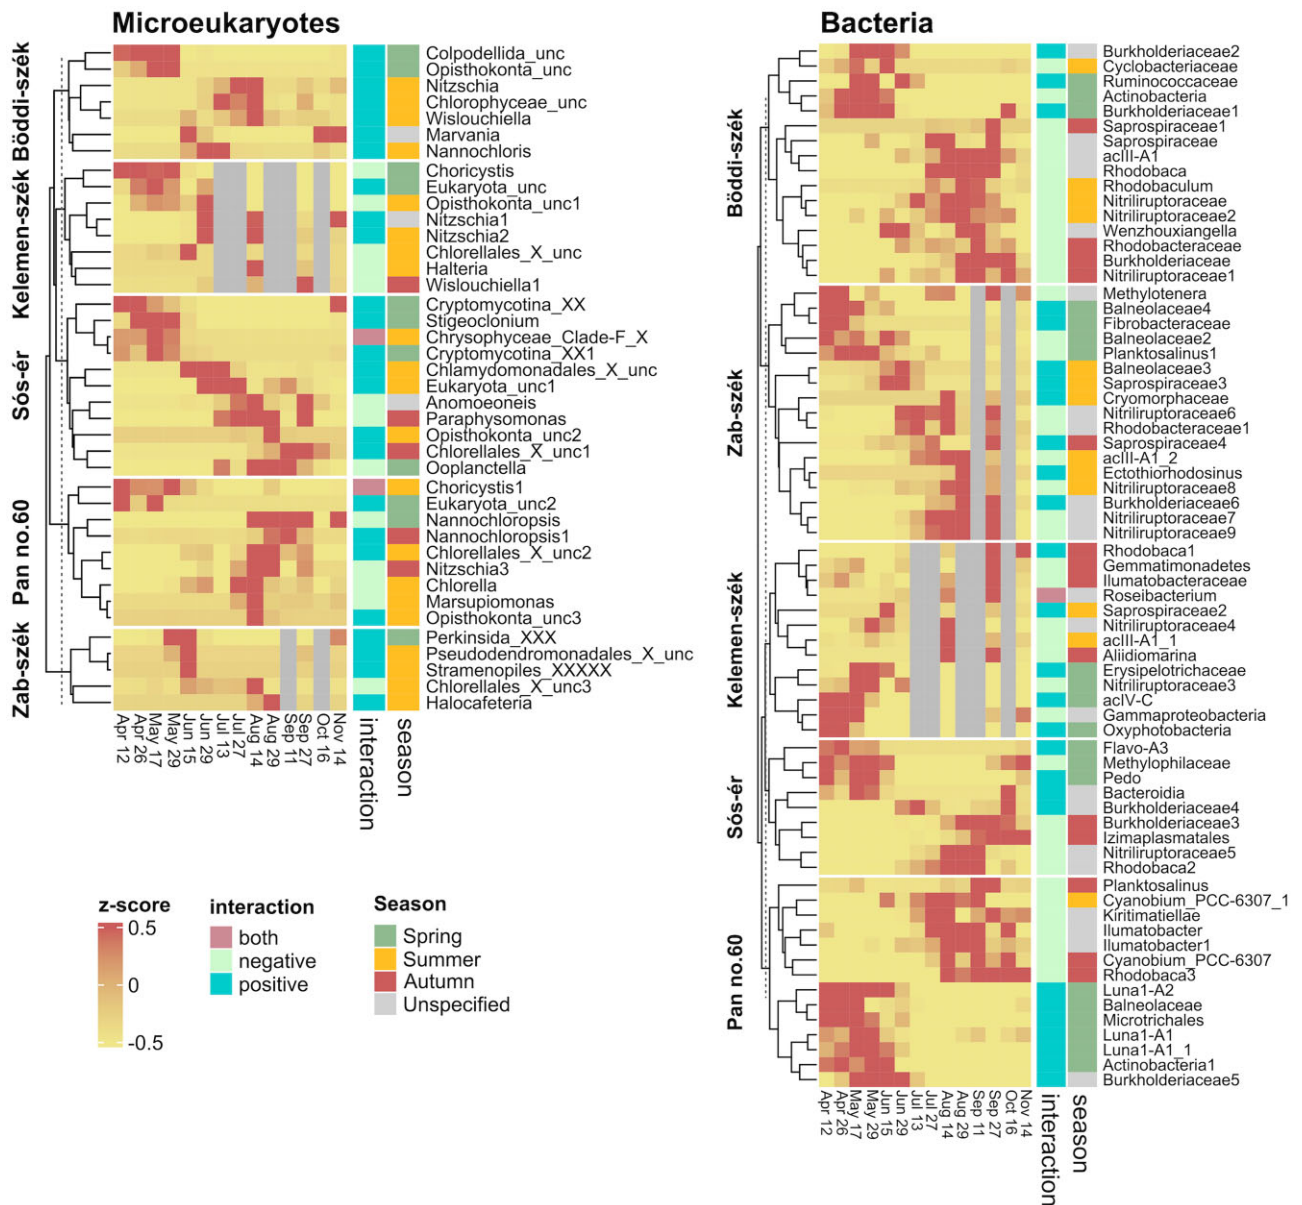 Microeukaryotes
Böddi-szék
Colpodellida_unc
Opisthokonta_unc
Nitzschia
Chlorophyceae_unc
Wislouchiella
Marvania
Nannochloris
Kelemen-szék
Choricystis
Eukaryota_unc
Opisthokonta_unc1
Nitzschia1
Nitzschia2
Chlorellales_X_unc
Halteria
Wislouchiella1
Sós-ér
Cryptomycotina_XX
Stigeoclonium
Chrysophyceae_Clade-F_X
Cryptomycotina_XX1
Chlamydomonadales_X_unc
Eukaryota_unc1
Anomoeoneis
Paraphysomonas
Opisthokonta_unc2
Chlorellales_X_unc1
Ooplanctella
Pan no.60
Choricystis1
Eukaryota_unc2
Nannochloropsis
Nannochloropsis1
Chlorellales_X_unc2
Nitzschia3
Chlorella
Marsupiomonas
Opisthokonta_unc3
Zab-szék
Perkinsida_XXX
Pseudodendromonadales_X_unc
Stramenopiles_XXXXX
Chlorellales_X_unc3
Halocafeteria
Apr 12
Apr 26
May 17
May 29
Jun 15
Jun 29
Jul 13
Jul 27
Aug 14
Aug 29
Sep 11
Sep 27
Oct 16
Nov 14
interaction
season
z-score
0.5
0
-0.5
interaction
both
negative
positive
Season
Spring
Summer
Autumn
Unspecified
Bacteria
Böddi-szék
Burkholderiaceae2
Cyclobacteriaceae
Ruminococcaceae
Actinobacteria
Burkholderiaceae1
Saprospiraceae1
Saprospiraceae
acIII-A1
Rhodobaca
Rhodobaculum
Nitriliruptoraceae
Nitriliruptoraceae2
Wenzhouxiangella
Rhodobacteraceae
Burkholderiaceae
Nitriliruptoraceae1
Zab-szék
Methylotenera
Balneolaceae4
Fibrobacteraceae
Balneolaceae2
Planktosalinus1
Balneolaceae3
Saprospiraceae3
Cryomorphaceae
Nitriliruptoraceae6
Rhodobacteraceae1
Saprospiraceae4
acIII-A1_2
Ectothiorhodosinus
Nitriliruptoraceae8
Burkholderiaceae6
Nitriliruptoraceae7
Nitriliruptoraceae9
Kelemen-szék
Rhodobaca1
Gemmatimonadetes
Ilumatobacteraceae
Roseibacterium
Saprospiraceae2
Nitriliruptoraceae4
acIII-A1_1
Aliidiomarina
Erysipelotrichaceae
Nitriliruptoraceae3
acIV-C
Gammaproteobacteria
Oxyphotobacteria
Sós-ér
Flavo-A3
Methylophilaceae
Pedo
Bacteroidia
Burkholderiaceae4
Burkholderiaceae3
Izimaplasmatales
Nitriliruptoraceae5
Rhodobaca2
Pan no.60
Planktosalinus
Cyanobium_PCC-6307_1
Kiritimatiellae
Ilumatobacter
Ilumatobacter1
Cyanobium_PCC-6307
Rhodobaca3
Luna1-A2
Balneolaceae
Microtrichales
Luna1-A1
Luna1-A1_1
Actinobacteria1
Burkholderiaceae5
Apr 12
Apr 26
May 17
May 29
Jun 15
Jun 29
Jul 13
Jul 27
Aug 14
Aug 29
Sep 11
Sep 27
Oct 16
Nov 14
interaction
season